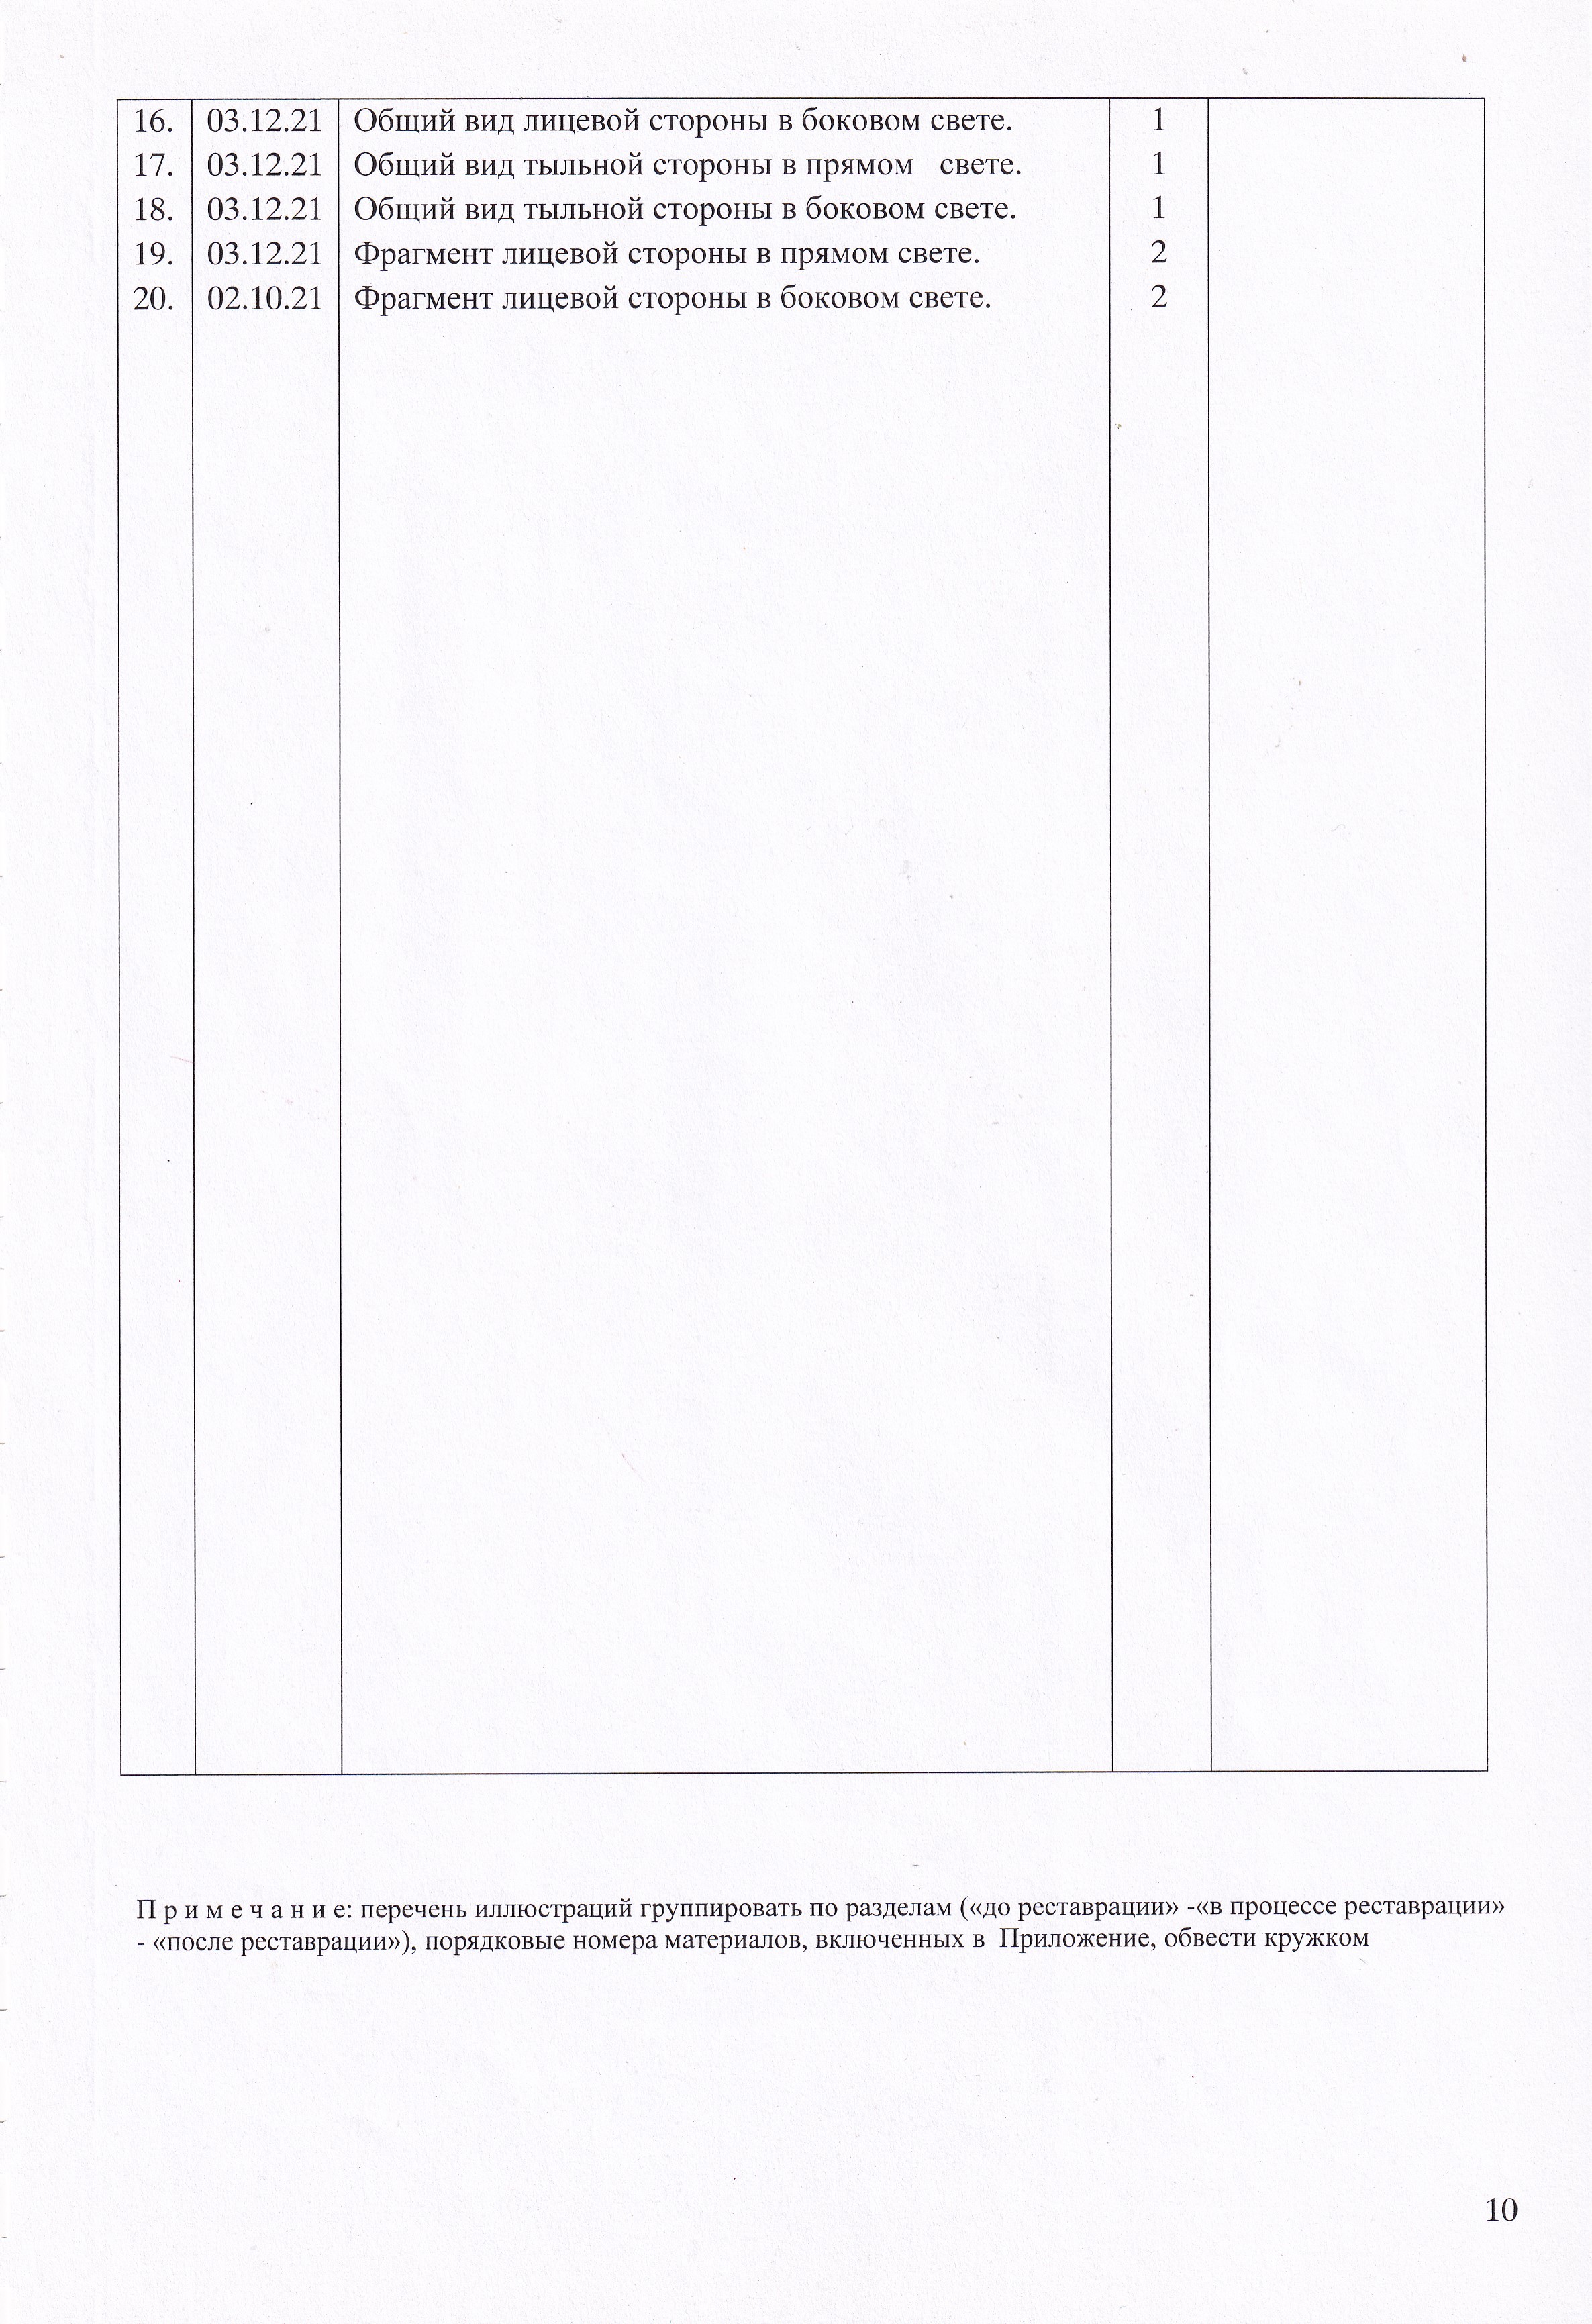 16. 03.12.21 Общий вид лицевой стороны в боковом свете. 1
17. 03.12.21 Общий вид тыльной стороны в прямом свете. 1
18. 03.12.21 Общий вид тыльной стороны в боковом свете. 1
19. 03.12.21 Фрагмент лицевой стороны в прямом свете. 2
20. 02.10.21 Фрагмент лицевой стороны в боковом свете. 2
П р и м е ч а н и е: перечень иллюстраций группировать по разделам («до реставрации» -«в процессе реставрации»
- «после реставрации»), порядковые номера материалов, включенных в Приложение, обвести кружком
10